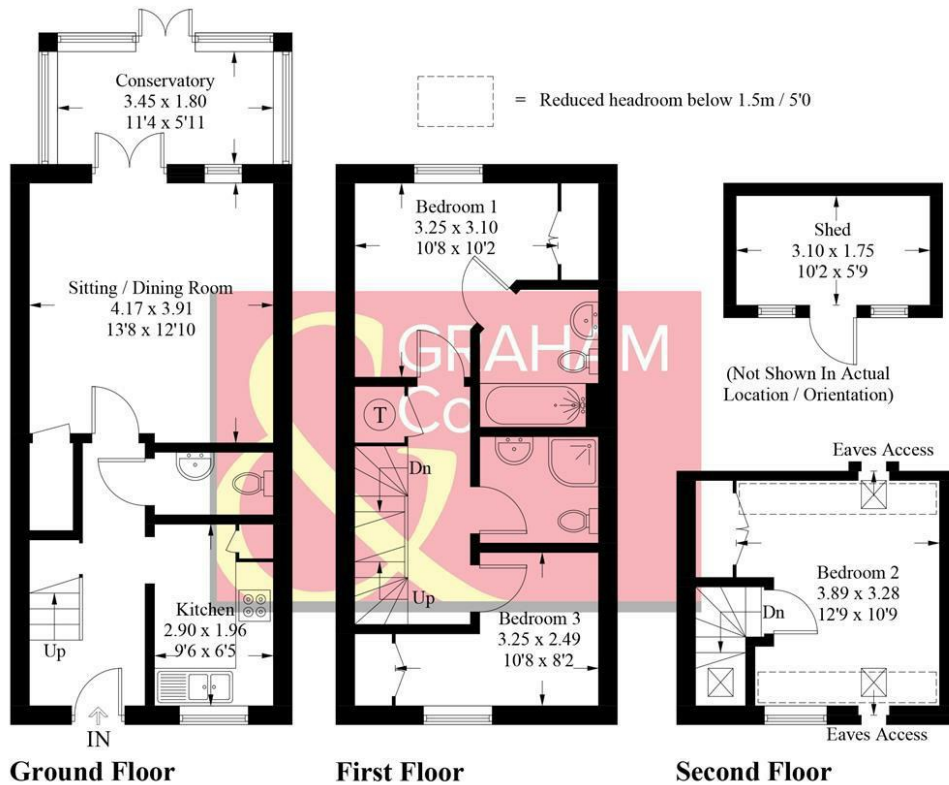 Conservatory
3.45 x 1.80
11'4 x 5'11
= Reduced headroom below 1.5m / 5'0
Sitting / Dining Room
4.17 x 3.91
13'8 x 12'10
Kitchen
2.90 x 1.96
9'6 x 6'5
Up
IN
Ground Floor
Bedroom 1
3.25 x 3.10
10'8 x 10'2
GRAHAM
& Co
T
Dn
Up
Bedroom 3
3.25 x 2.49
10'8 x 8'2
First Floor
Shed
3.10 x 1.75
10'2 x 5'9
(Not Shown In Actual
Location / Orientation)
Eaves Access
Bedroom 2
3.89 x 3.28
12'9 x 10'9
Dn
Eaves Access
Second Floor